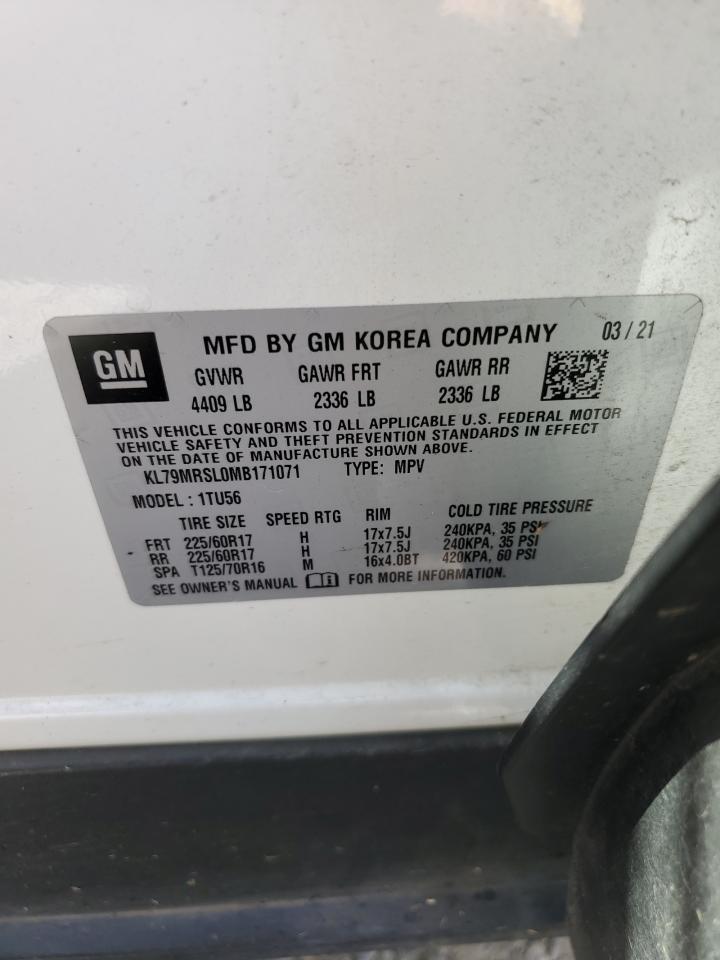 GM
MFD BY GM KOREA COMPANY 03 / 21
GVWR GAWR FRT GAWR RR
4409 LB 2336 LB 2336 LB
THIS VEHICLE CONFORMS TO ALL APPLICABLE U.S. FEDERAL MOTOR
VEHICLE SAFETY AND THEFT PREVENTION STANDARDS IN EFFECT
ON THE DATE OF MANUFACTURE SHOWN ABOVE.
KL79MRSL0MB171071 TYPE: MPV
MODEL : 1TU56
TIRE SIZE SPEED RTG RIM COLD TIRE PRESSURE
FRT 225/60R17 H 17x7.5J 240KPA, 35 PSI
RR 225/60R17 H 17x7.5J 240KPA, 35 PSI
SPA T125/70R16 M 16x4.0BT 420KPA, 60 PSI
SEE OWNER'S MANUAL FOR MORE INFORMATION.